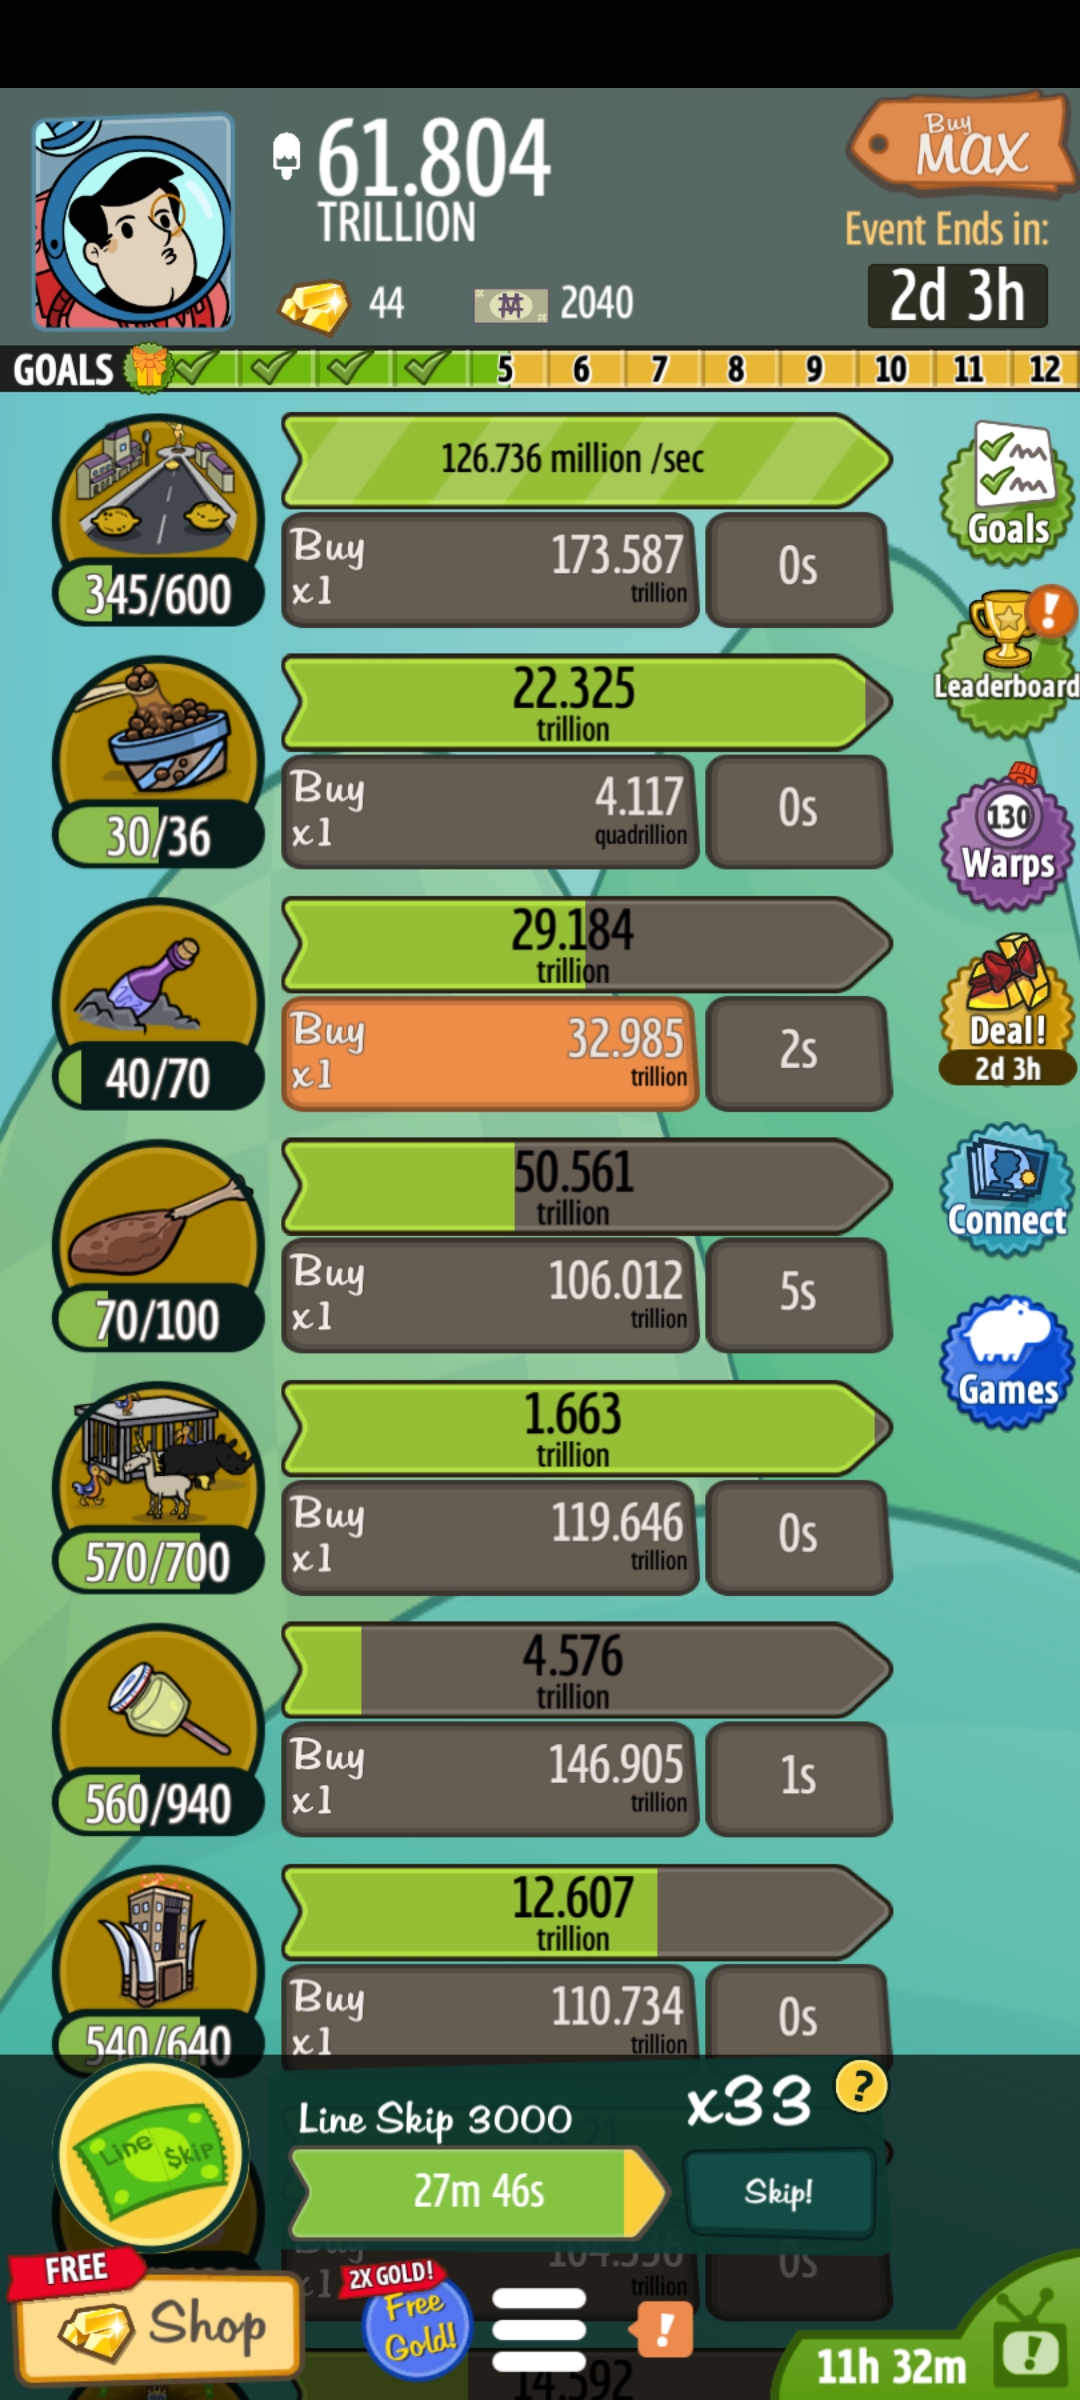 61.804
TRILLION
Buy
MAX
Event Ends in:
2d 3h
44
2040
GOALS
5
6
7
8
9
10
11
12
126.736 million /sec
345/600
Buy
x1
173.587
trillion
0s
Goals
22.325
trillion
30/36
Buy
x1
4.117
quadrillion
0s
Leaderboard
130
Warps
29.184
trillion
40/70
Buy
x1
32.985
trillion
2s
Deal!
2d 3h
50.561
trillion
70/100
Buy
x1
106.012
trillion
5s
Connect
Games
1.663
trillion
570/700
Buy
x1
119.646
trillion
0s
4.576
trillion
560/940
Buy
x1
146.905
trillion
1s
12.607
trillion
540/640
Buy
x1
110.734
trillion
0s
Line Skip
Line Skip 3000
x33
?
27m 46s
Skip!
trillion
0s
FREE
Shop
2X GOLD!
Free
Gold!
!
14.592
11h 32m
!